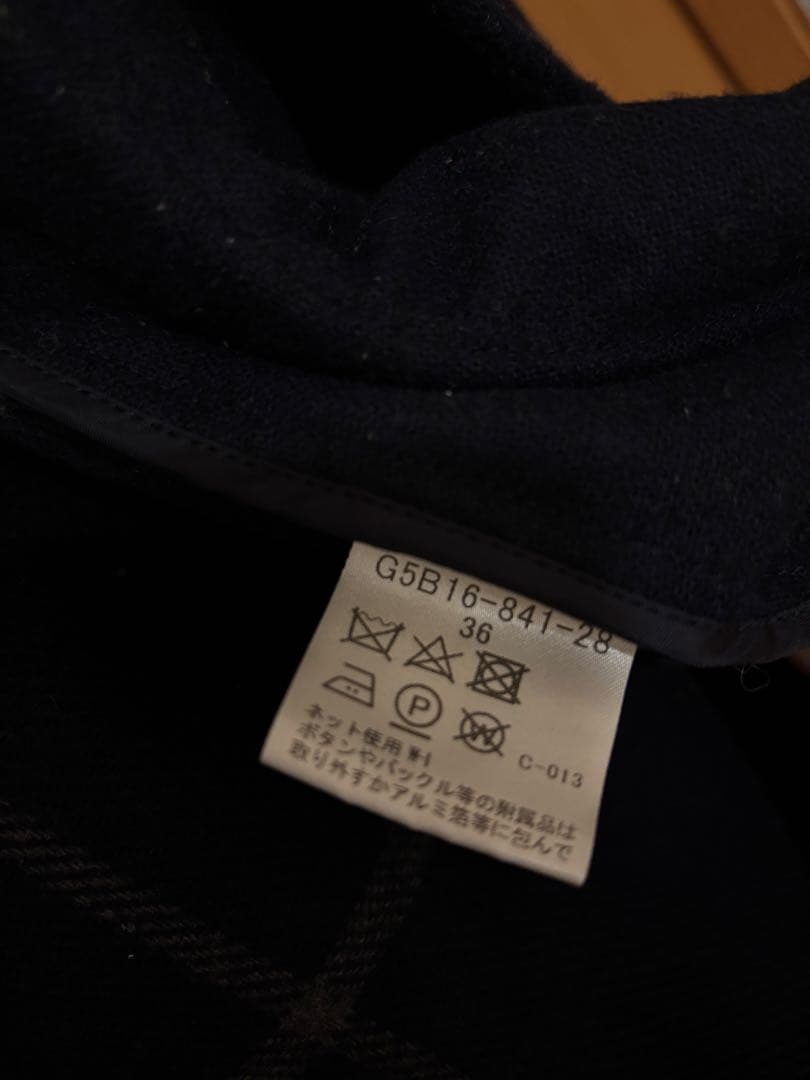 G5B16-841-28
36
P
W
C-013
ネット使用
ボタンやバックル等の附属品は
取り外すかアルミ箔等に包んで